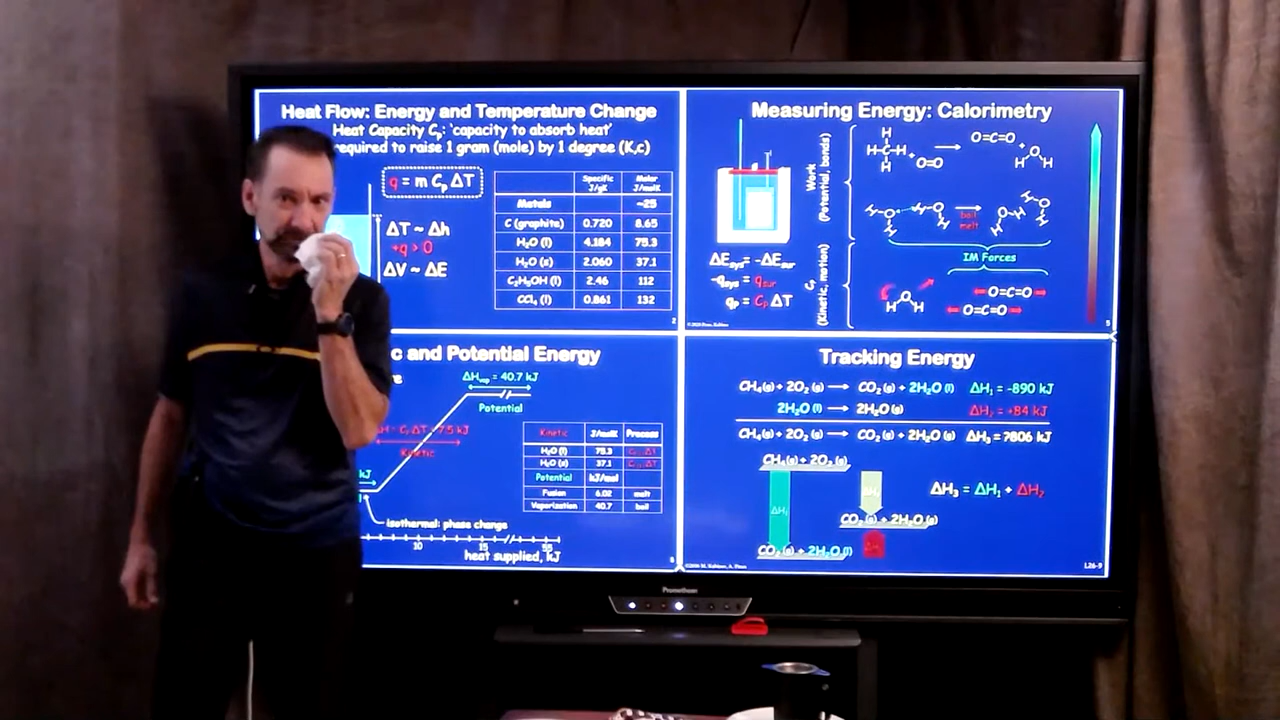 Heat Flow: Energy and Temperature Change
Heat Capacity Cp: 'capacity to absorb heat'
required to raise 1 gram (mole) by 1 degree (K,c)
q = m Cp ΔT
ΔT ~ Δh
+q > 0
ΔV ~ ΔE
Specific J/gK Molar J/molK
Metals ~25
C (graphite) 0.720 8.65
H₂O (l) 4.184 75.3
H₂O (s) 2.060 37.1
C₂H₅OH (l) 2.46 112
CCl₄ (l) 0.861 132
2
Measuring Energy: Calorimetry
Work
(Potential, bonds)
H
H-C-H
H
+
O=O
O=C=O
+
O
H H
boil
melt
IM Forces
Cp
(Kinetic, motion)
ΔEsys = -ΔEsur
-qsys = qsur
qp = Cp ΔT
H O H
O=C=O
O=C=O
5
c and Potential Energy
ΔHvap = 40.7 kJ
Potential
Kinetic
kJ
isothermal: phase change
10 15 55
heat supplied, kJ
Kinetic J/molK Process
H₂O (l) 75.3
H₂O (s) 37.1
Potential kJ/mol
Fusion 6.02 melt
Vaporization 40.7 boil
Tracking Energy
CH₄(g) + 2O₂ (g) → CO₂ (g) + 2H₂O (l) ΔH₁ = -890 kJ
2H₂O (l) → 2H₂O (g) ΔH₂ = +84 kJ
CH₄(g) + 2O₂ (g) → CO₂ (g) + 2H₂O (g) ΔH₃ = ?806 kJ
CH₄(g) + 2O₂ (g)
ΔH₁
ΔH₃ = ΔH₁ + ΔH₂
CO₂ (g) + 2H₂O(g)
CO₂ (g) + 2H₂O(l)
L26-9
Promethean